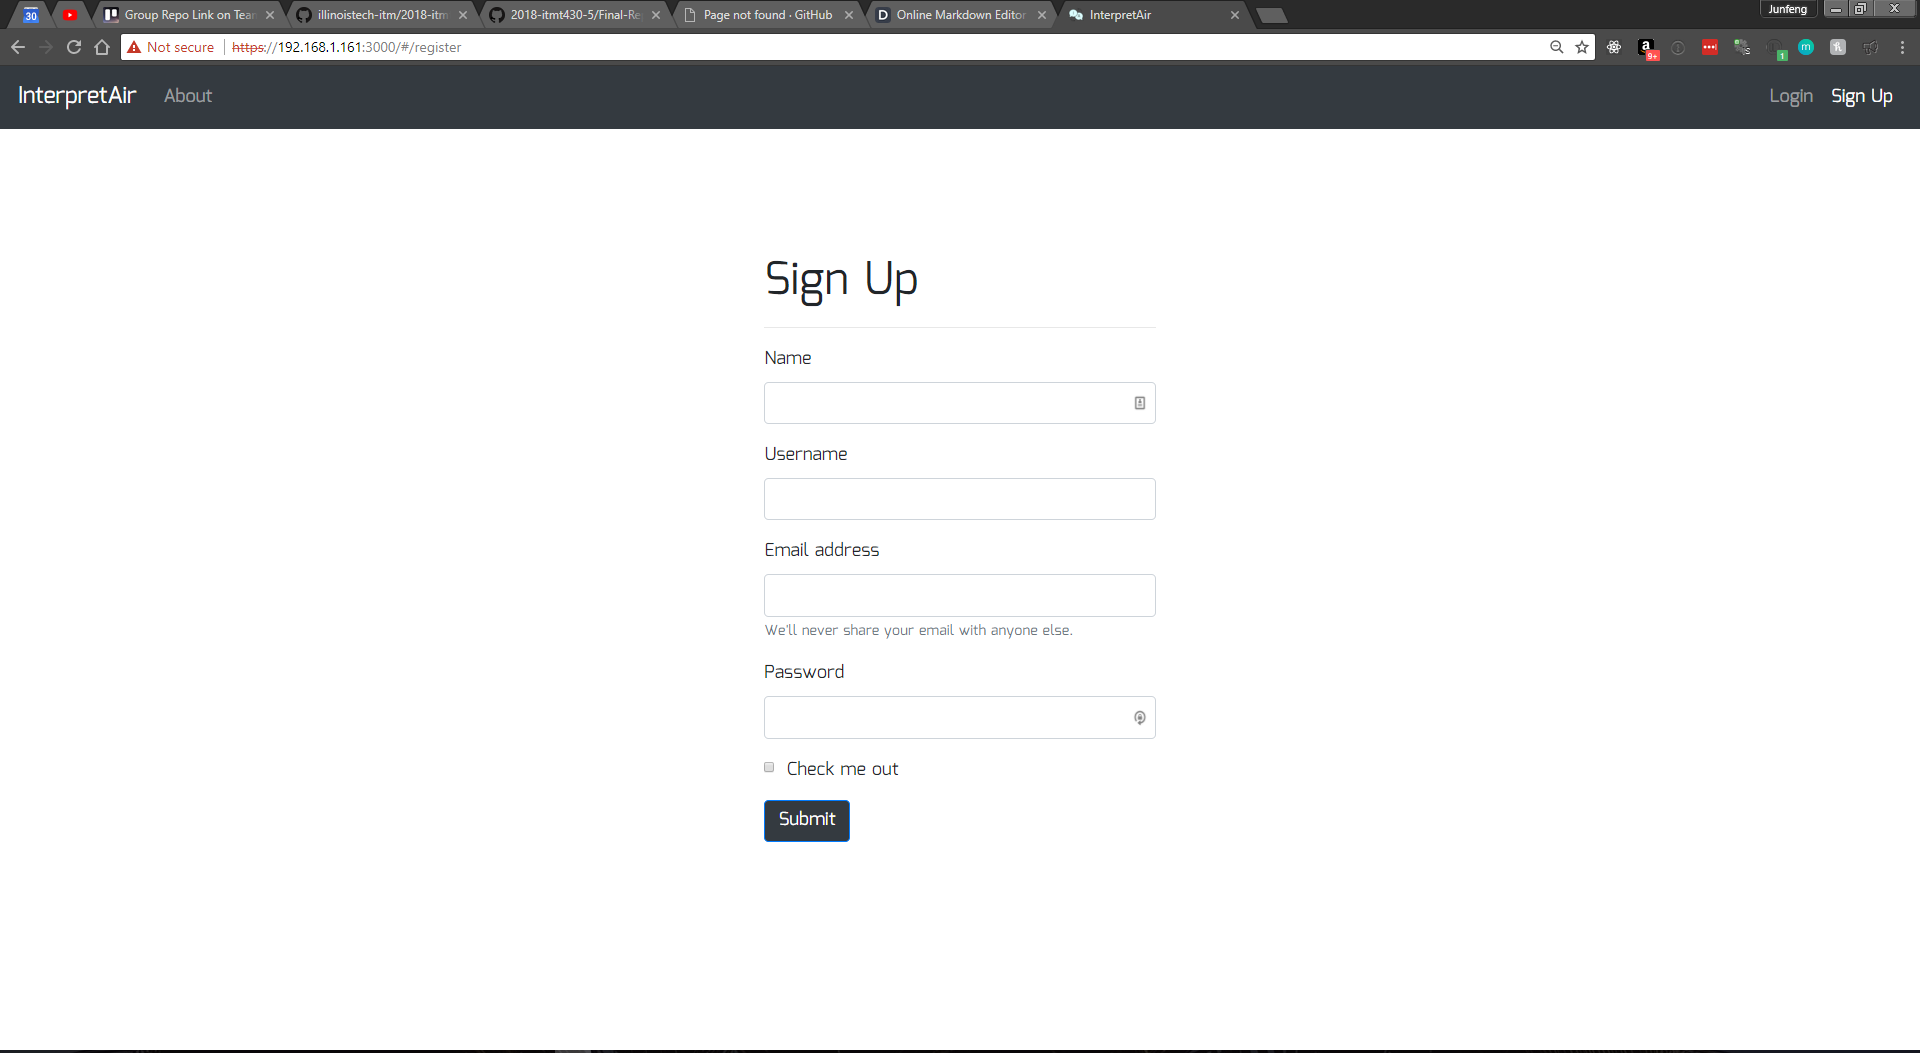 30
Group Repo Link on Tean
illinoistech-itm/2018-itm
2018-itmt430-5/Final-Re
Page not found · GitHub
D Online Markdown Editor
InterpretAir
Junfeng
Not secure
https://192.168.1.161:3000/#/register
a 9+
1
m
InterpretAir
About
Login
Sign Up
Sign Up
Name
Username
Email address
We'll never share your email with anyone else.
Password
Check me out
Submit